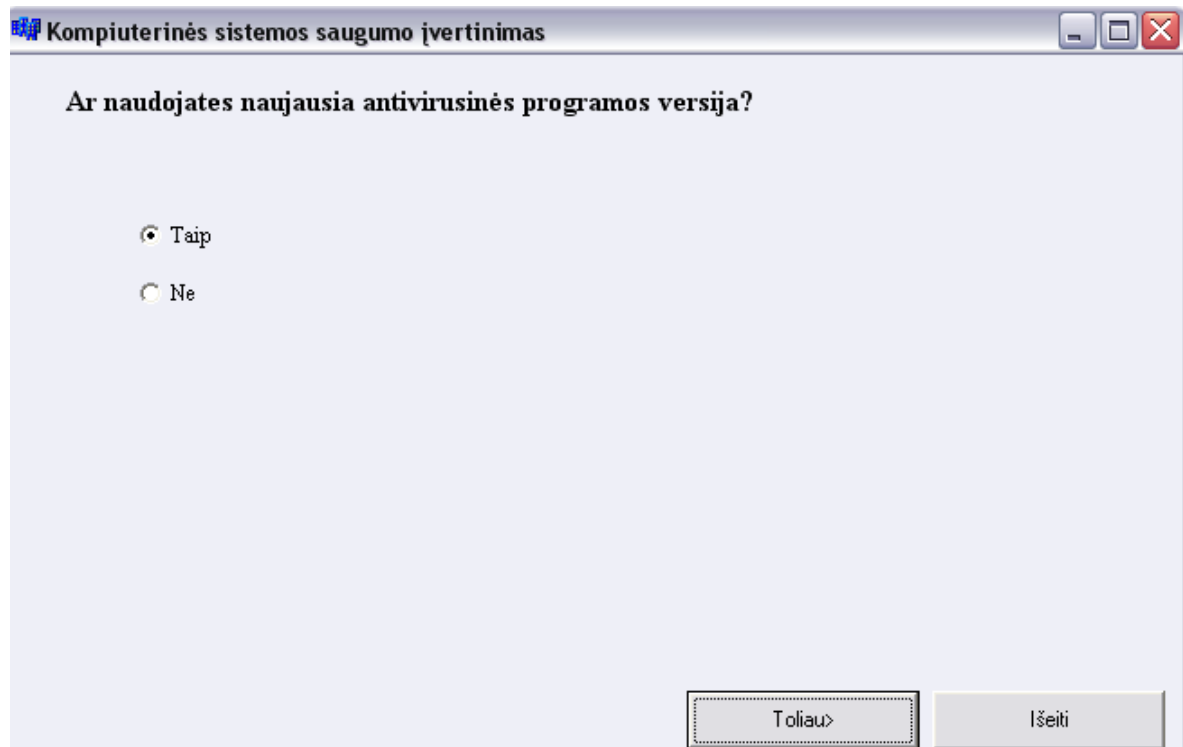 Kompiuterinės sistemos saugumo įvertinimas
Ar naudojates naujausia antivirusinės programos versija?
Taip
Ne
Toliau>
Išeiti